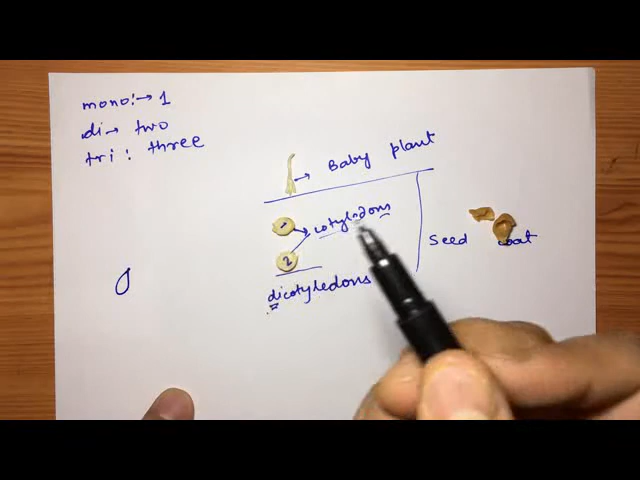 mono:→ 1
di → two
tri : three
→ Baby plant
1
cotyledons
2
seed coat
dicotyledons